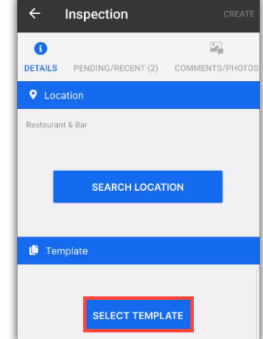 Inspection CREATE
DETAILS PENDING/RECENT (2) COMMENTS/PHOTOS
Location
Restaurant & Bar
SEARCH LOCATION
Template
SELECT TEMPLATE